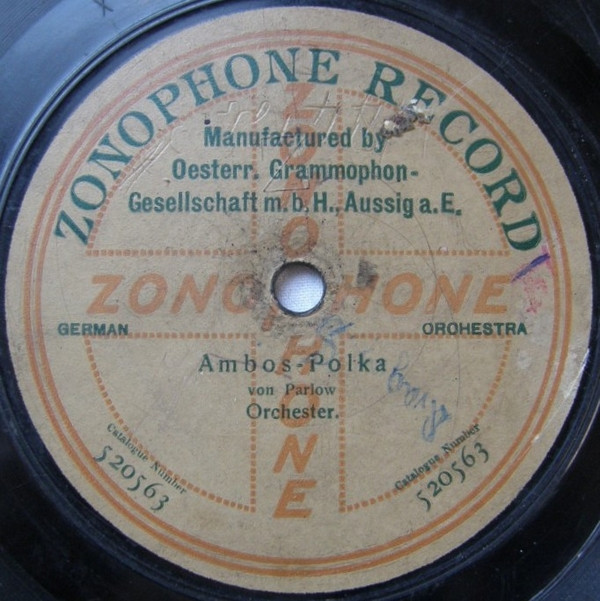 ZONOPHONE RECORD
Manufactured by
Oesterr. Grammophon-
Gesellschaft m. b. H., Aussig a. E.
ZONOPHONE
ZONOPHONE
GERMAN
ORCHESTRA
Ambos-Polka
von Parlow
Orchester.
Catalogue Number
520563
Catalogue Number
520563